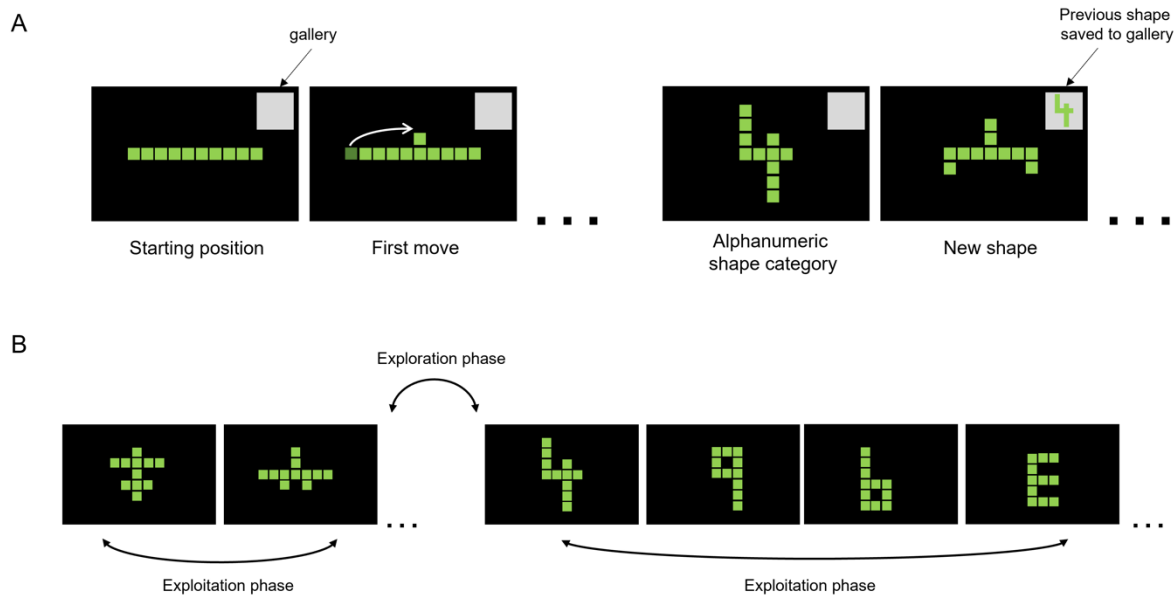 A
gallery
Previous shape
saved to gallery
Starting position
First move
Alphanumeric
shape category
New shape
B
Exploration phase
Exploitation phase
Exploitation phase